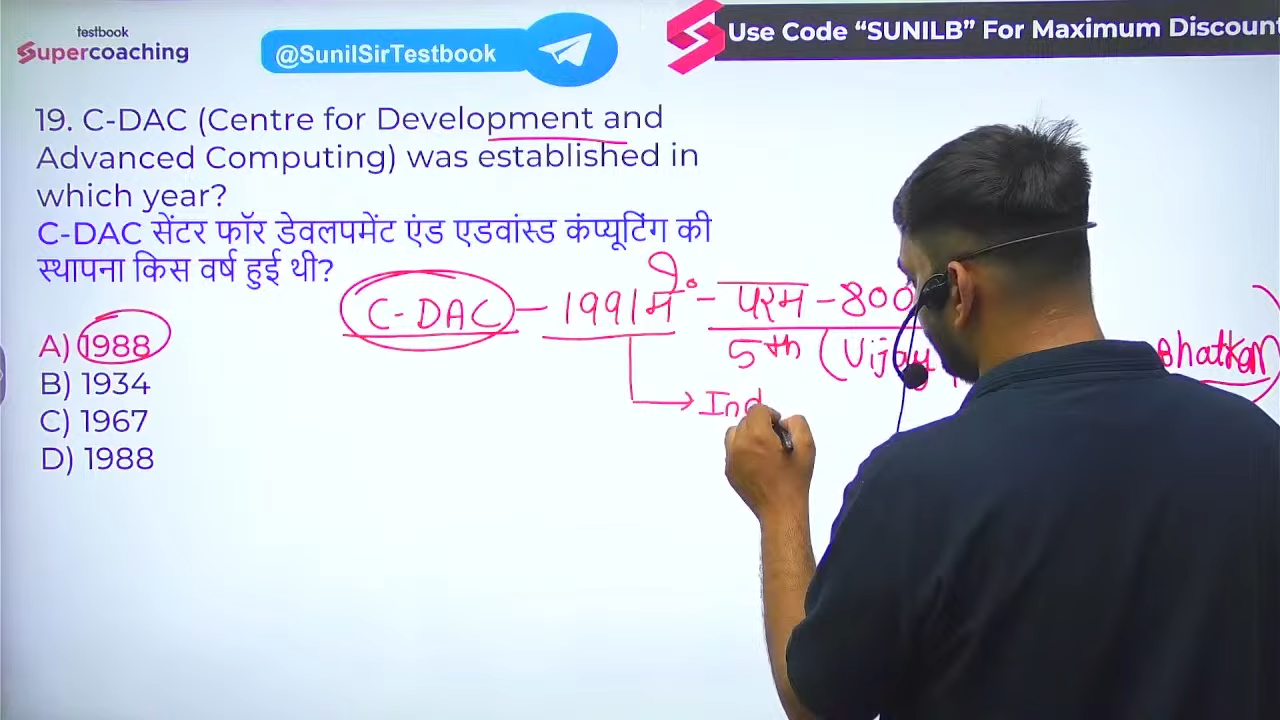 testbook
Supercoaching
@SunilSirTestbook
Use Code “SUNILB” For Maximum Discount
19. C-DAC (Centre for Development and
Advanced Computing) was established in
which year?
C-DAC सेंटर फॉर डेवलपमेंट एंड एडवांस्ड कंप्यूटिंग की
स्थापना किस वर्ष हुई थी?
C-DAC - 1991 में - परम - 800
5th (Vijay Bhatkar)
A) 1988
B) 1934
Ind
C) 1967
D) 1988